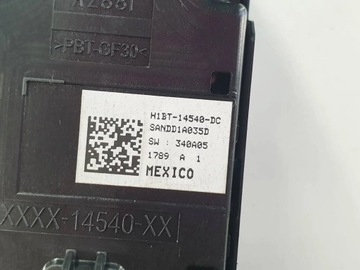 >PBT-GF30<
H1BT-14540-DC
SANDD1A035D
SW : 340A05
1789 A 1
MEXICO
XXXX-14540-XX